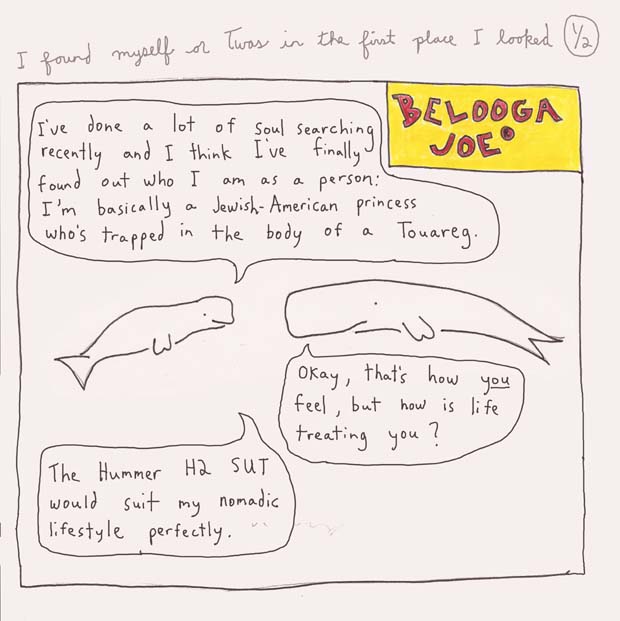 I found myself or Twas in the first place I looked 1/2
BELOOGA
JOE®
I've done a lot of soul searching
recently and I think I've finally
found out who I am as a person:
I'm basically a Jewish-American princess
who's trapped in the body of a Touareg.
Okay, that's how you
feel, but how is life
treating you?
The Hummer H2 SUT
would suit my nomadic
lifestyle perfectly.